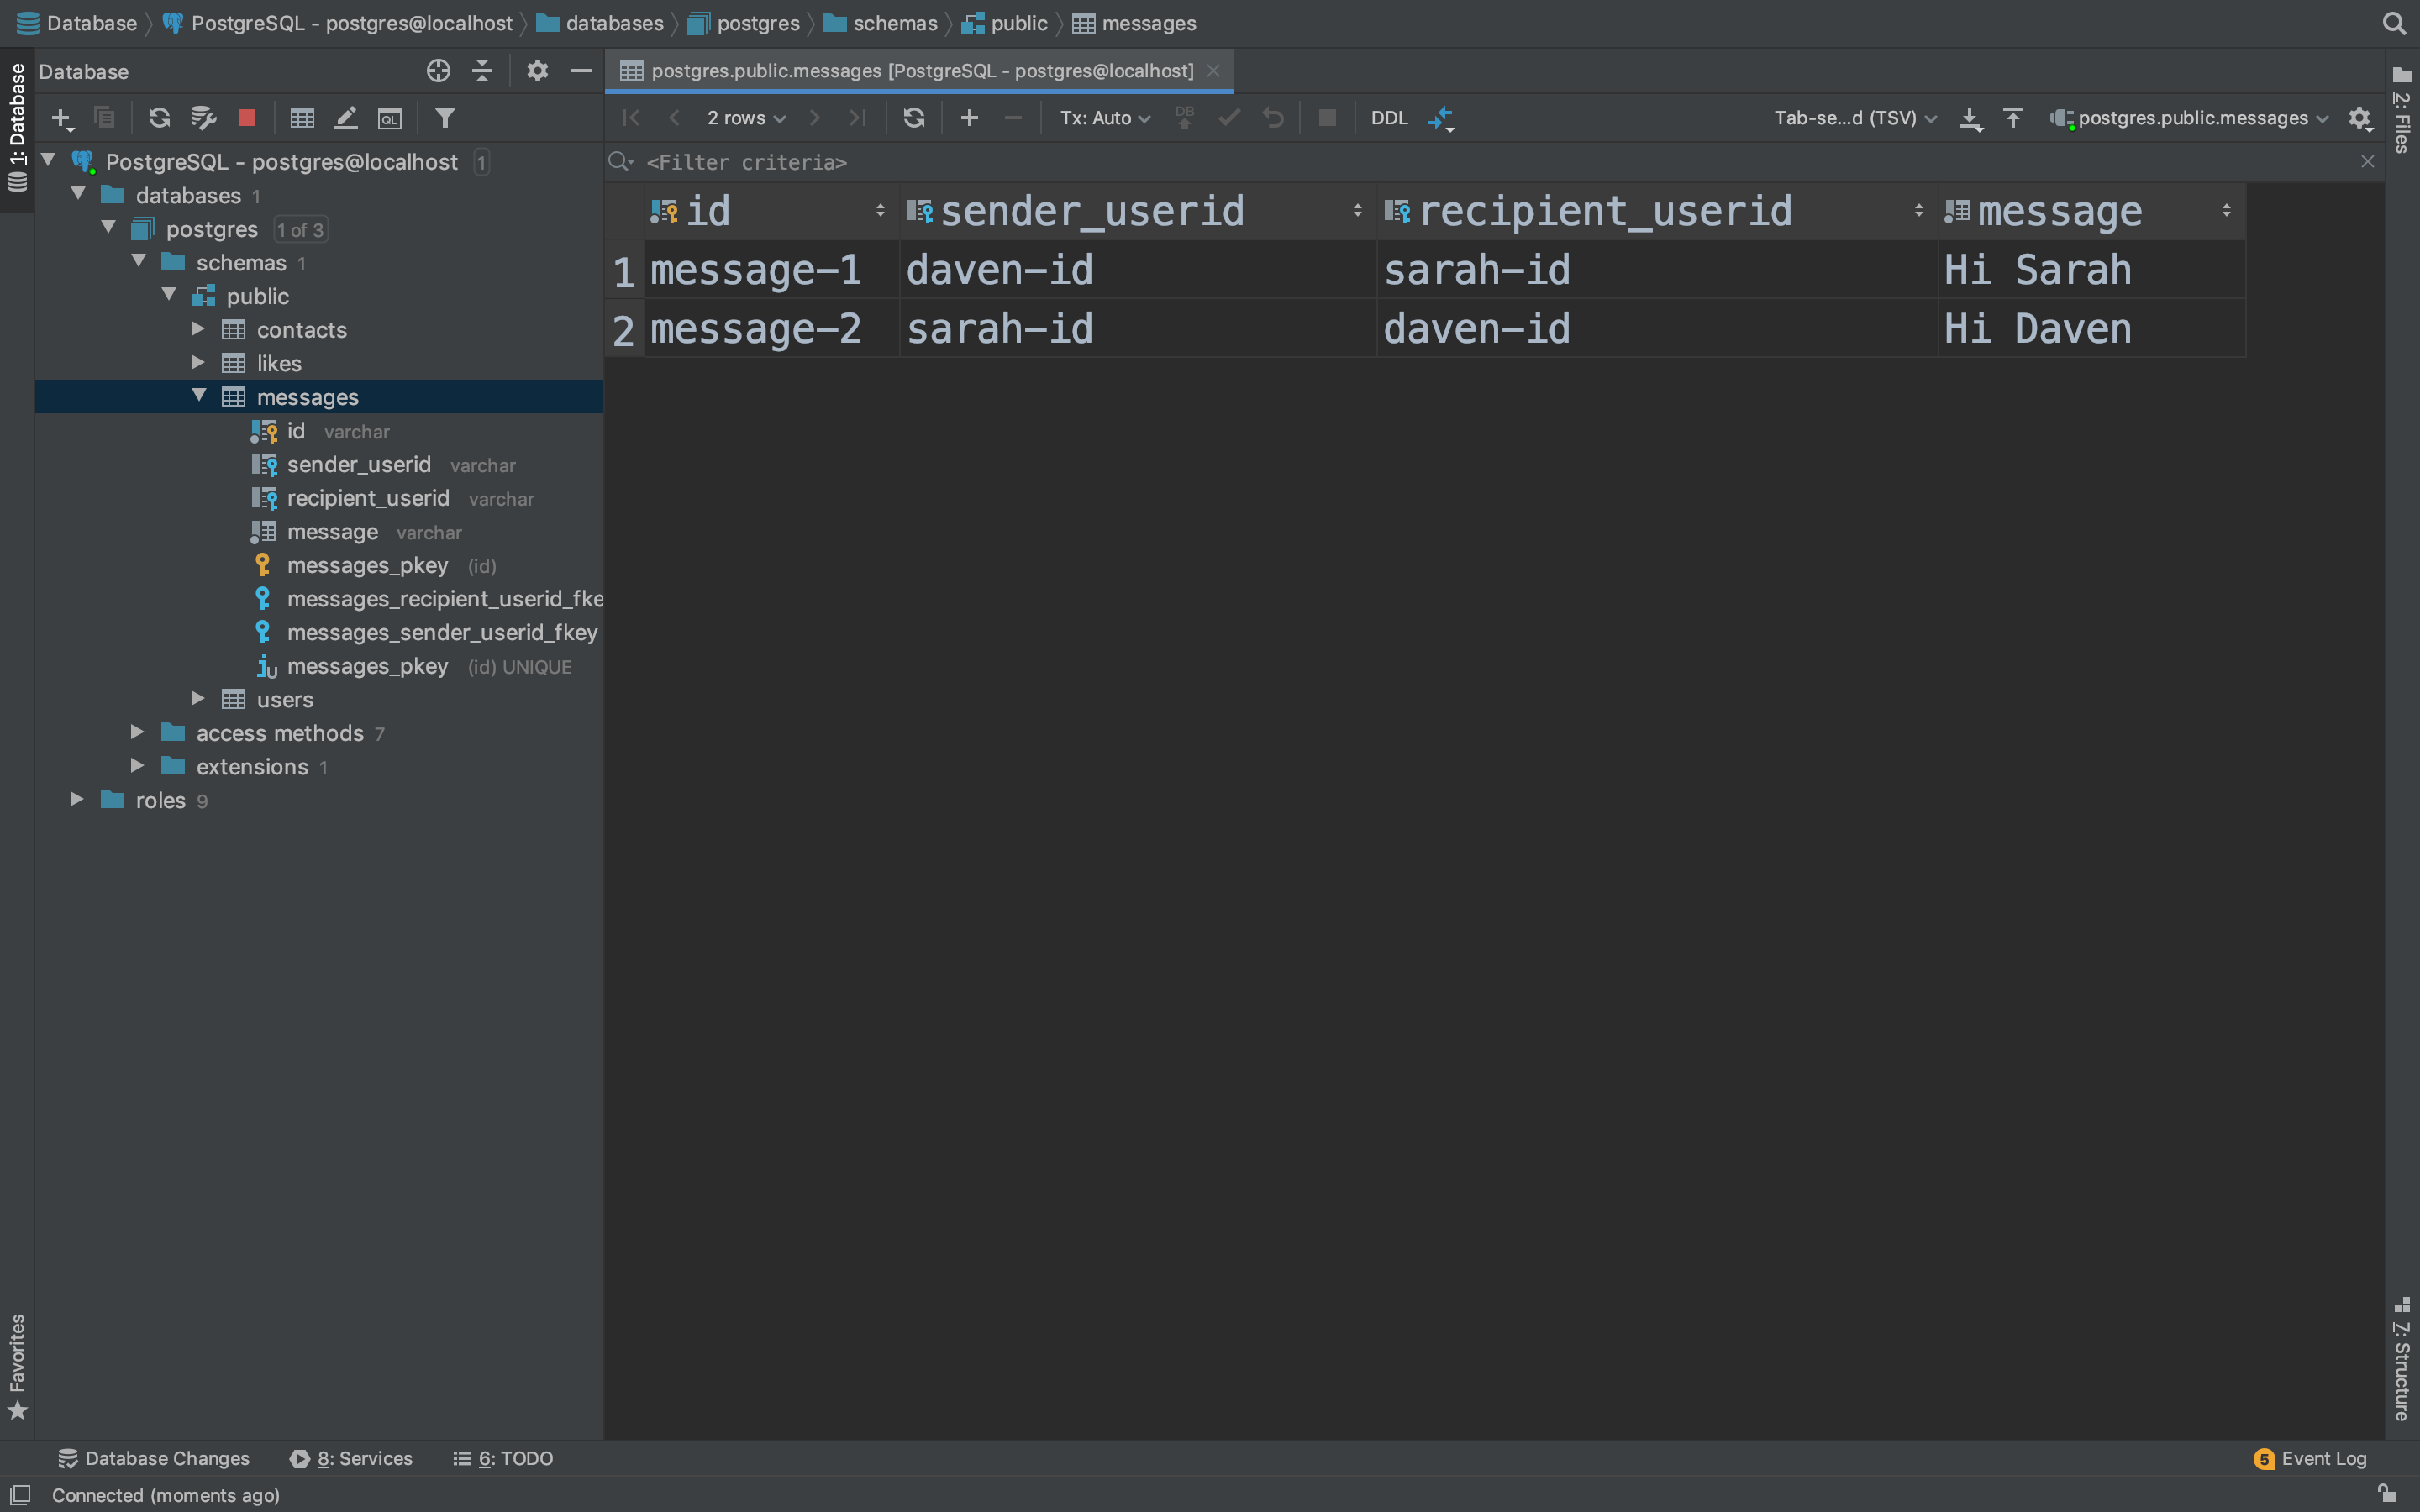 Database PostgreSQL - postgres@localhost databases postgres schemas public messages
1: Database
Database
postgres.public.messages [PostgreSQL - postgres@localhost]
2: Files
QL
2 rows Tx: Auto DB DDL Tab-se...d (TSV) postgres.public.messages
PostgreSQL - postgres@localhost 1
<Filter criteria>
databases 1
postgres 1 of 3
schemas 1
public
contacts
likes
messages
id varchar
sender_userid varchar
recipient_userid varchar
message varchar
messages_pkey (id)
messages_recipient_userid_fke
messages_sender_userid_fkey
messages_pkey (id) UNIQUE
users
access methods 7
extensions 1
roles 9
id sender_userid recipient_userid message
1 message-1 daven-id sarah-id Hi Sarah
2 message-2 sarah-id daven-id Hi Daven
Favorites
7: Structure
Database Changes 8: Services 6: TODO 5 Event Log
Connected (moments ago)